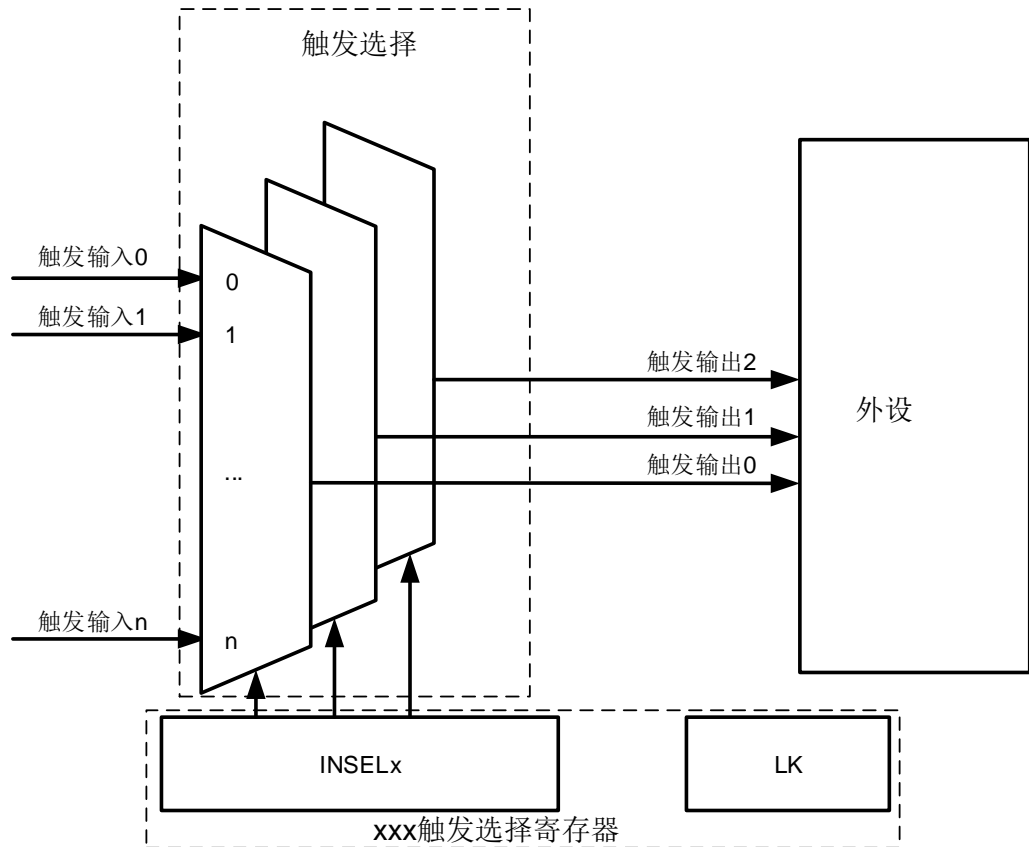 触发选择
触发输入0
0
触发输入1
1
触发输出2
触发输出1
外设
...
触发输出0
触发输入n
n
INSELx
LK
xxx触发选择寄存器